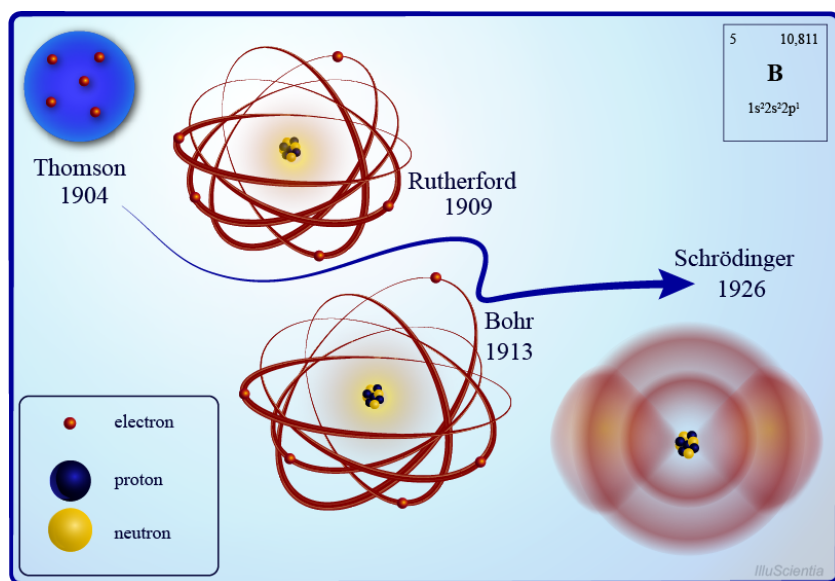 5 10,811
B
1s²2s²2p¹
Thomson
1904
Rutherford
1909
Schrödinger
1926
Bohr
1913
electron
proton
neutron
IlluScientia